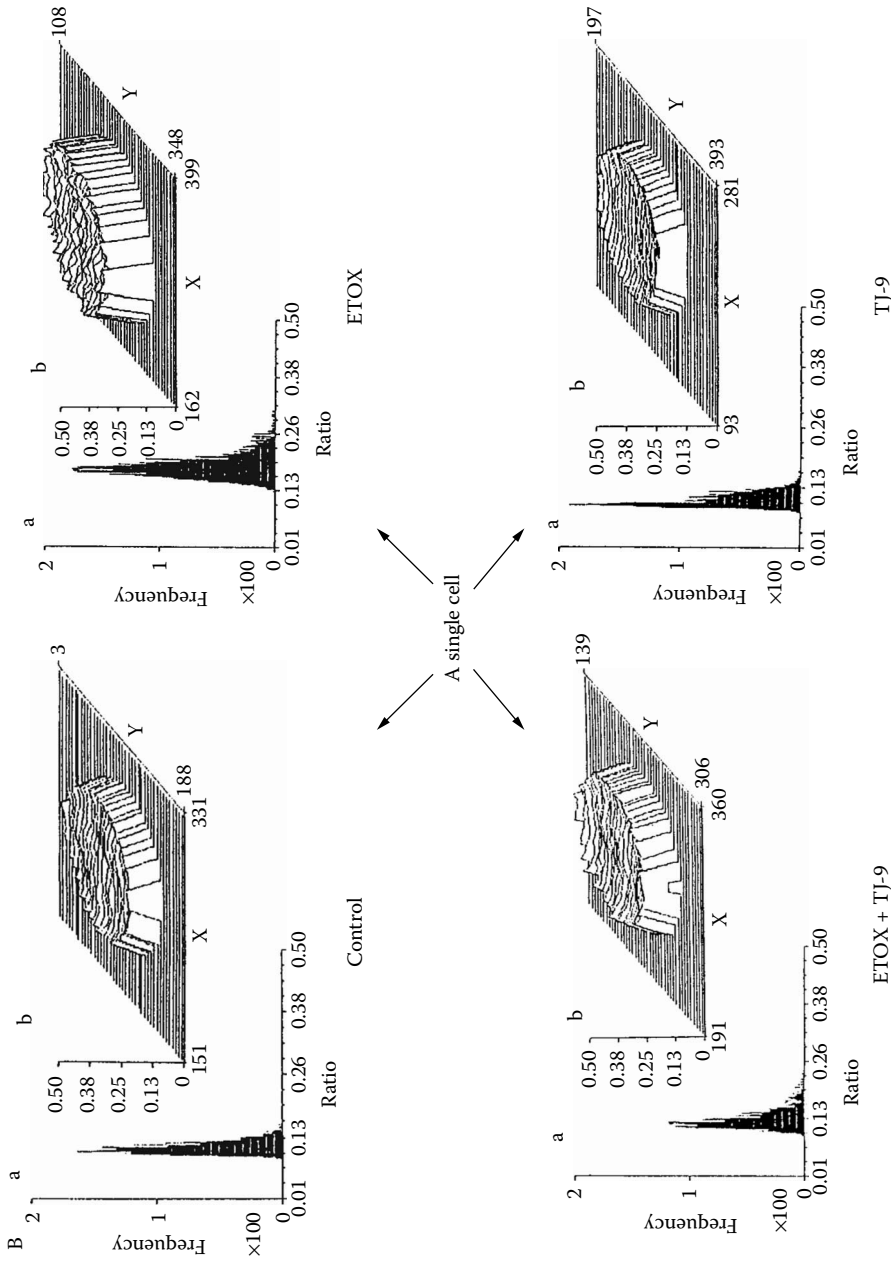 B
a
2
1
0
×100
Frequency
0.01
0.13
0.26
0.38
0.50
Ratio
b
0.50
0.38
0.25
0.13
0
151
X
331
188
Y
3
Control
a
2
1
0
×100
Frequency
0.01
0.13
0.26
0.38
0.50
Ratio
b
0.50
0.38
0.25
0.13
0
162
X
399
348
Y
108
ETOX
A single cell
a
2
1
0
×100
Frequency
0.01
0.13
0.26
0.38
0.50
Ratio
b
0.50
0.38
0.25
0.13
0
191
X
360
306
Y
139
ETOX + TJ-9
a
2
1
0
×100
Frequency
0.01
0.13
0.26
0.38
0.50
Ratio
b
0.50
0.38
0.25
0.13
0
93
X
281
393
Y
197
TJ-9